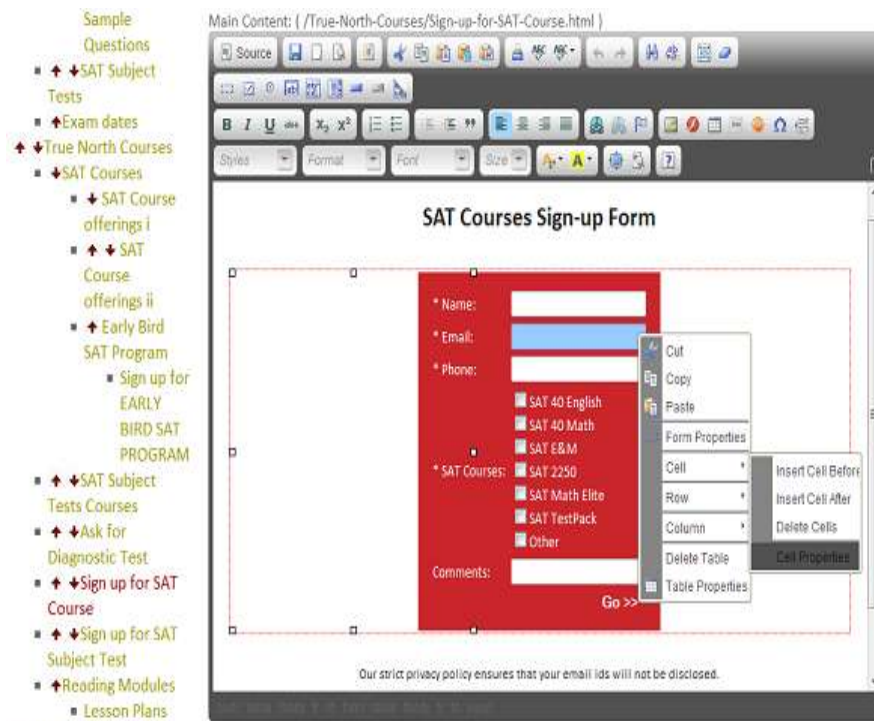 Sample
Questions
SAT Subject
Tests
Exam dates
True North Courses
SAT Courses
SAT Course
offerings i
SAT
Course
offerings ii
Early Bird
SAT Program
Sign up for
EARLY
BIRD SAT
PROGRAM
SAT Subject
Tests Courses
Ask for
Diagnostic Test
Sign up for SAT
Course
Sign up for SAT
Subject Test
Reading Modules
Lesson Plans
Main Content: ( /True-North-Courses/Sign-up-for-SAT-Course.html )
Source
B I U abc X₂ X²
Styles Format Font Size A A
SAT Courses Sign-up Form
* Name:
* Email:
* Phone:
* SAT Courses:
SAT 40 English
SAT 40 Math
SAT E&M
SAT 2250
SAT Math Elite
SAT TestPack
Other
Comments:
Go >>
Cut
Copy
Paste
Form Properties
Cell
Row
Column
Delete Table
Table Properties
Insert Cell Before
Insert Cell After
Delete Cells
Cell Properties
Our strict privacy policy ensures that your email ids will not be disclosed.